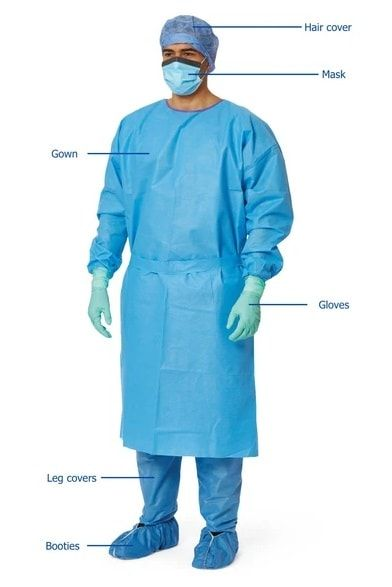 Hair cover
Mask
Gown
Gloves
Leg covers
Booties